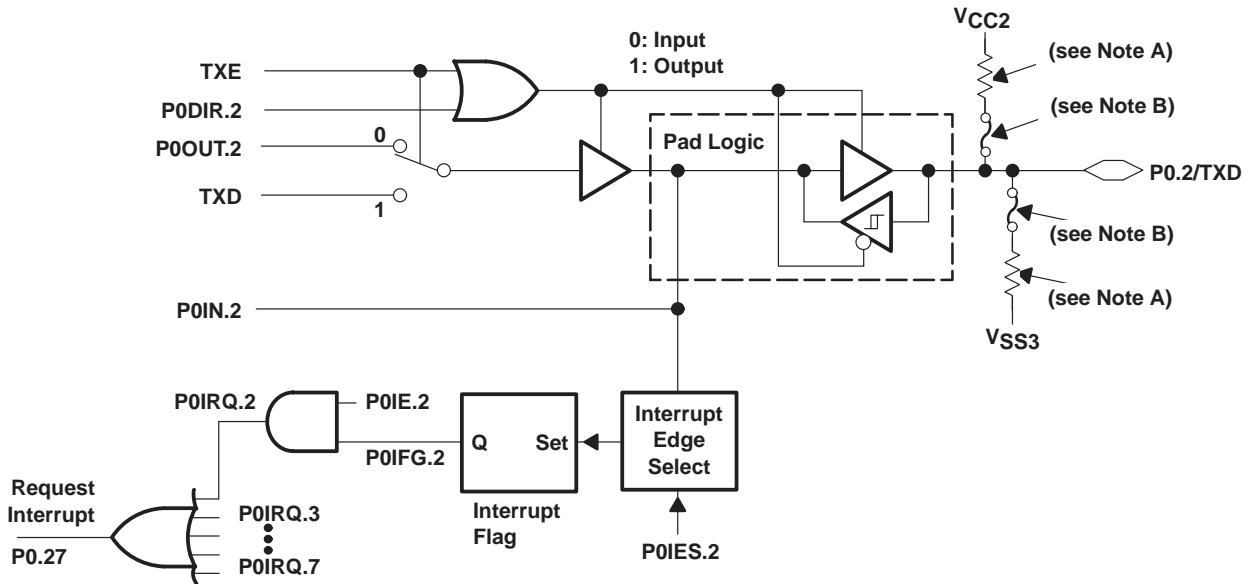 VCC2
0: Input
1: Output
(see Note A)
TXE
P0DIR.2
(see Note B)
0
P0OUT.2
Pad Logic
P0.2/TXD
TXD
1
(see Note B)
(see Note A)
P0IN.2
VSS3
P0IRQ.2
P0IE.2
P0IFG.2
Q
Set
Interrupt
Edge
Select
Request
Interrupt
P0.27
P0IRQ.3
P0IRQ.7
Interrupt
Flag
P0IES.2